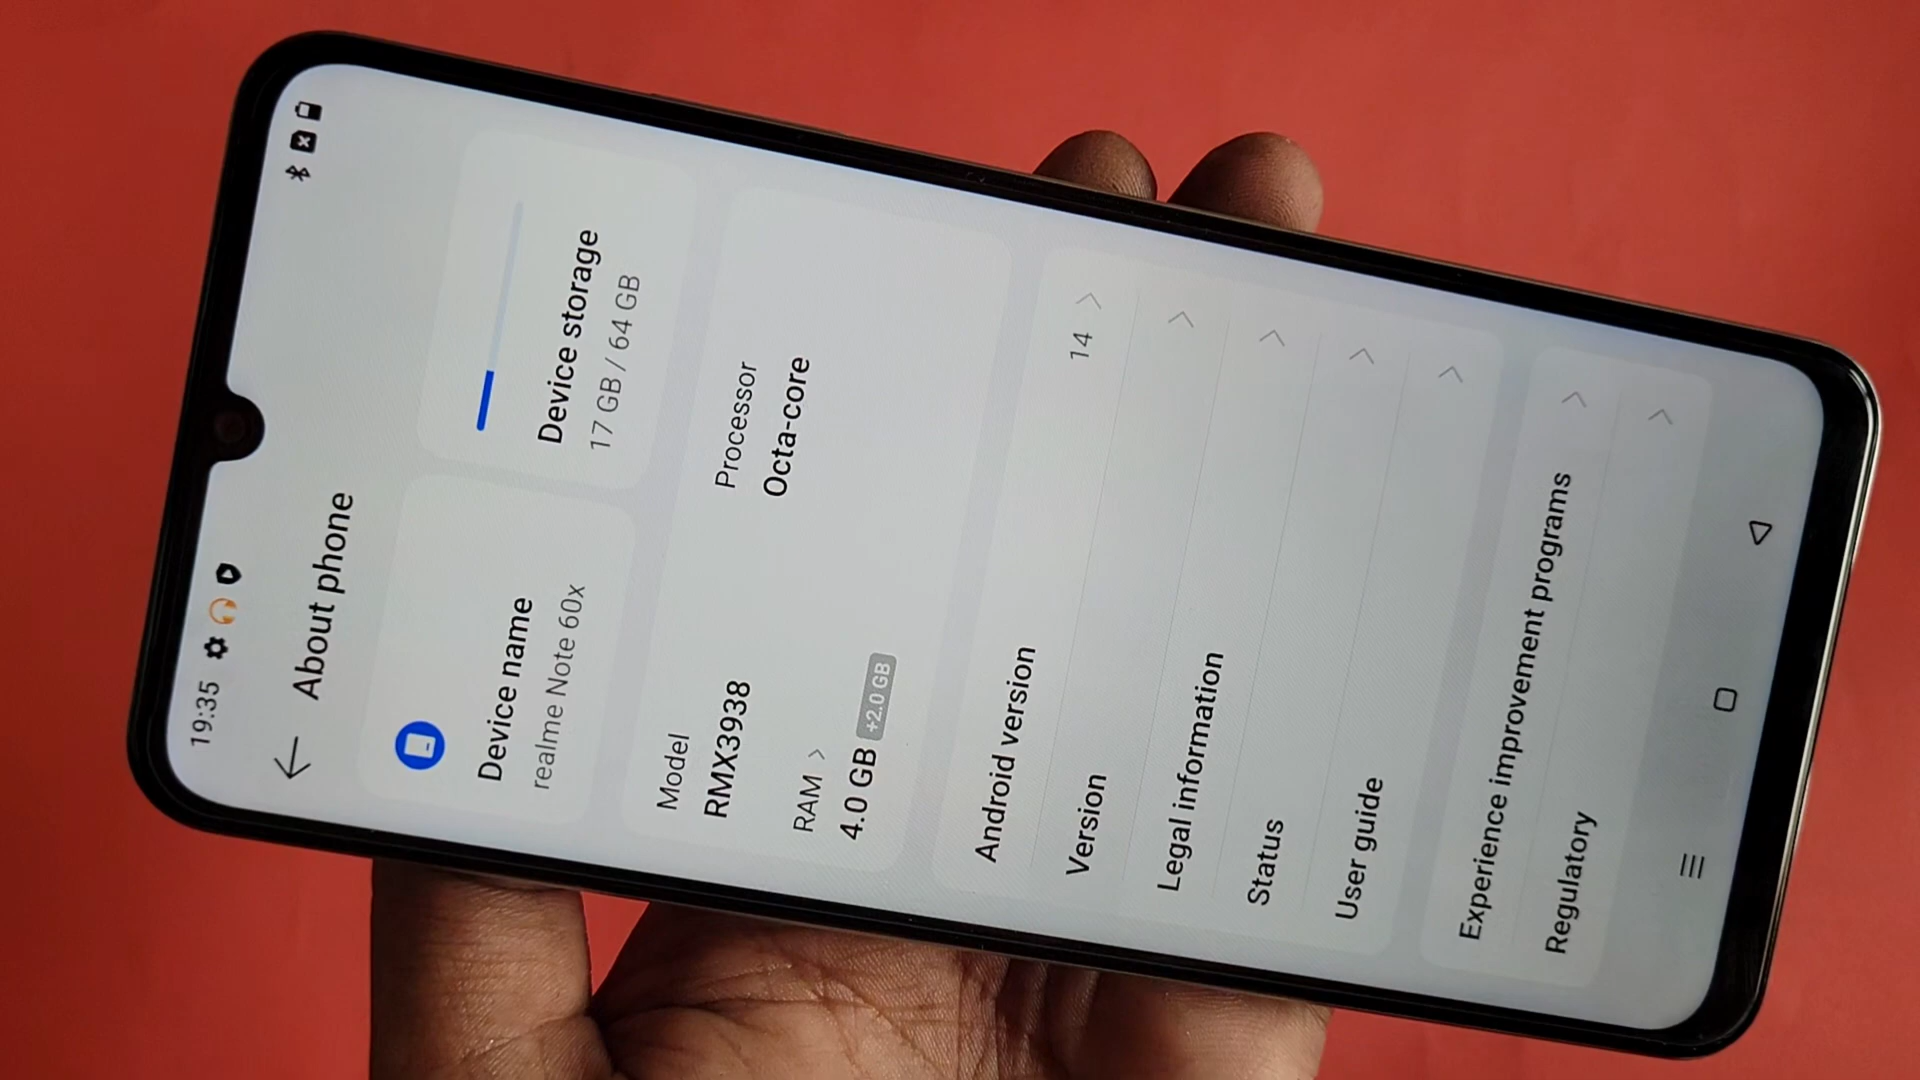 19:35
About phone
Device name
realme Note 60x
Device storage
17 GB / 64 GB
Model
RMX3938
Processor
Octa-core
RAM >
4.0 GB +2.0 GB
Android version 14 >
Version >
Legal information >
Status >
User guide >
Experience improvement programs >
Regulatory >